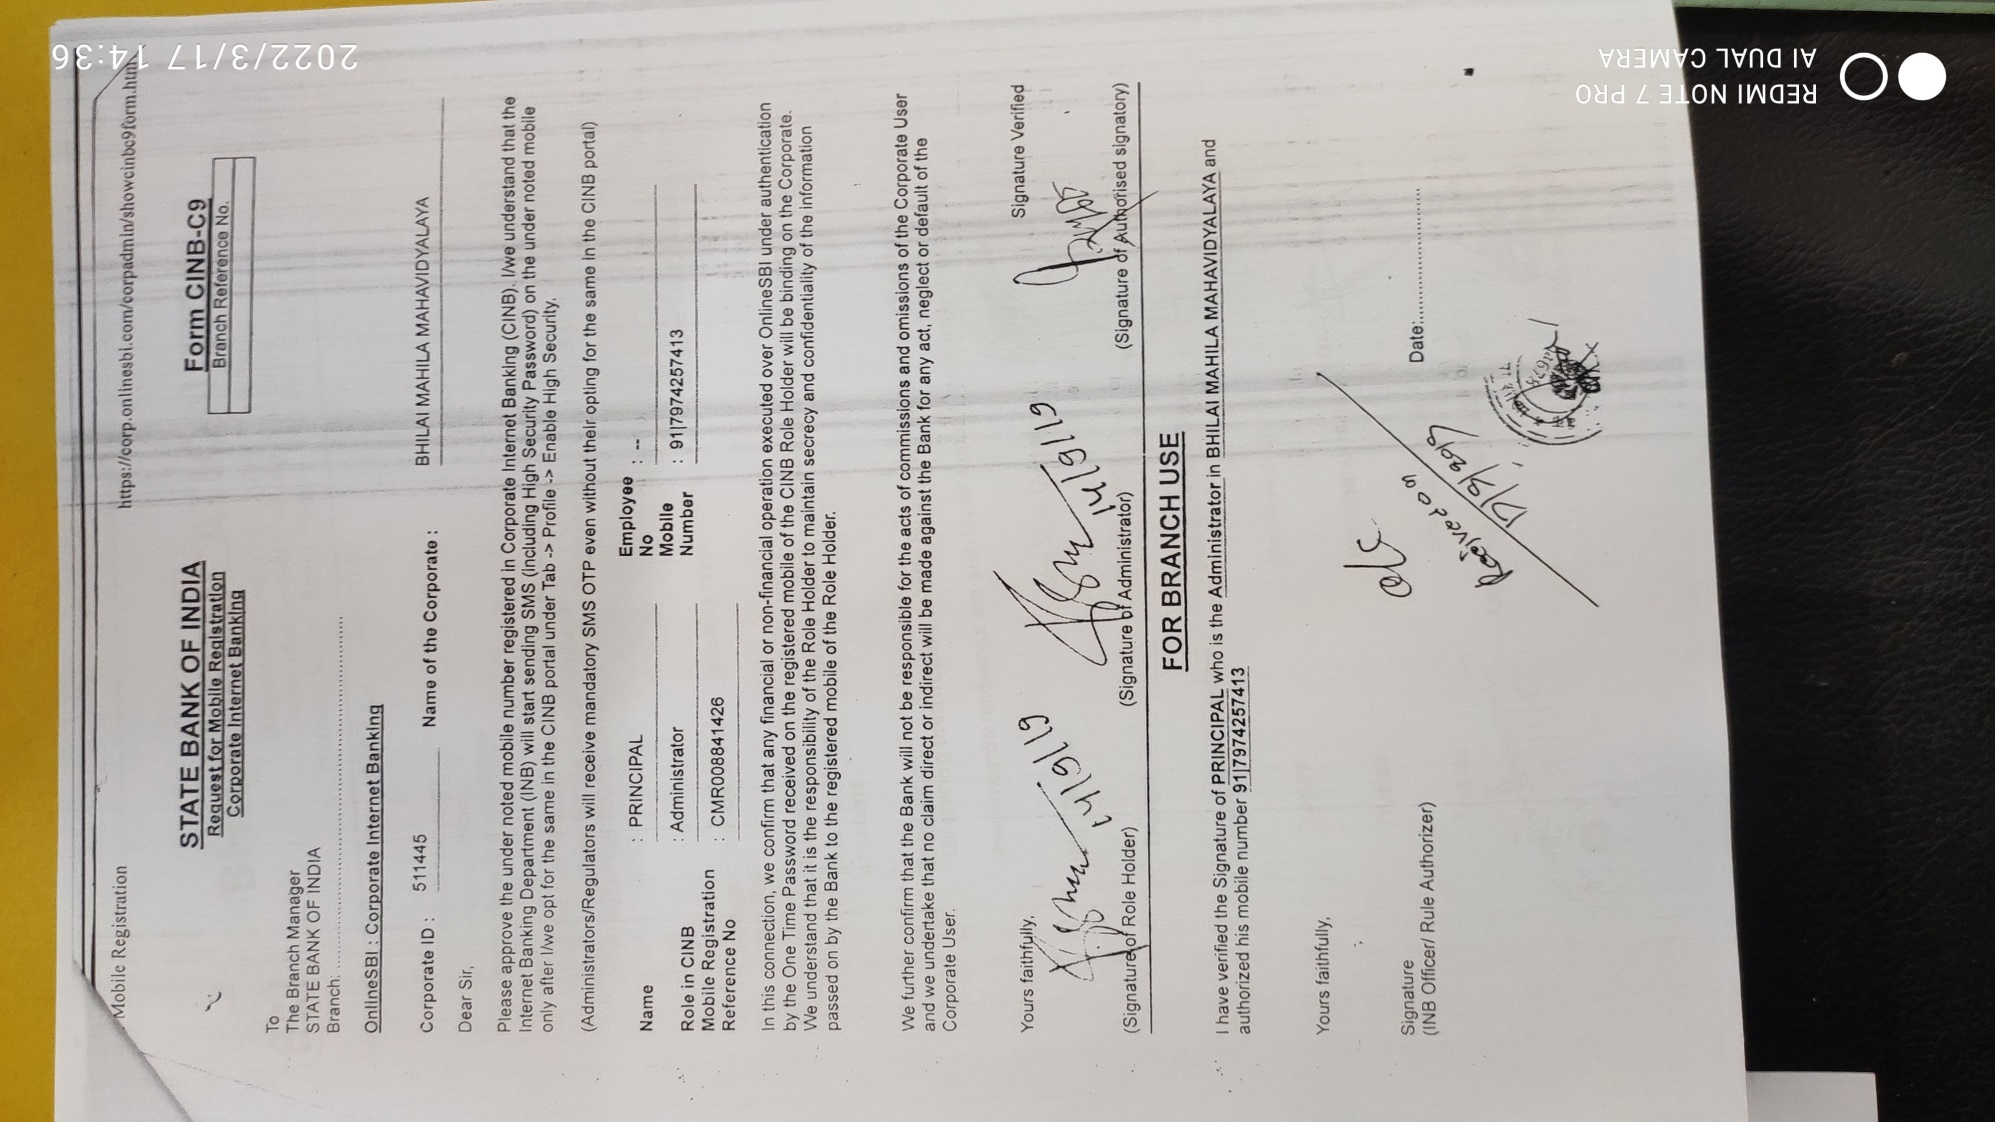 Mobile Registration
https://corp.onlinesbi.com/corpadmin/showcinbc9form.htm
STATE BANK OF INDIA
Request for Mobile Registration
Corporate Internet Banking
Form CINB-C9
Branch Reference No.
To
The Branch Manager
STATE BANK OF INDIA
Branch:
OnlineSBI : Corporate Internet Banking
Corporate ID : 511445 Name of the Corporate : BHILAI MAHILA MAHAVIDYALAYA
Dear Sir,
Please approve the under noted mobile number registered in Corporate Internet Banking (CINB). I/we understand that the
Internet Banking Department (INB) will start sending SMS (including High Security Password) on the under noted mobile
only after I/we opt for the same in the CINB portal under Tab -> Profile -> Enable High Security.
(Administrators/Regulators will receive mandatory SMS OTP even without their opting for the same in the CINB portal)
Name : PRINCIPAL
Employee No : --
Role in CINB : Administrator
Mobile Number : 91|7974257413
Mobile Registration Reference No : CMR008841426
In this connection, we confirm that any financial or non-financial operation executed over OnlineSBI under authentication
by the One Time Password received on the registered mobile of the CINB Role Holder will be binding on the Corporate.
We understand that it is the responsibility of the Role Holder to maintain secrecy and confidentiality of the information
passed on by the Bank to the registered mobile of the Role Holder.
We further confirm that the Bank will not be responsible for the acts of commissions and omissions of the Corporate User
and we undertake that no claim direct or indirect will be made against the Bank for any act, neglect or default of the
Corporate User.
Yours faithfully,
Signature Verified
14/9/19
14/9/19
(Signature of Role Holder)
(Signature of Administrator)
(Signature of Authorised signatory)
FOR BRANCH USE
I have verified the Signature of PRINCIPAL who is the Administrator in BHILAI MAHILA MAHAVIDYALAYA and
authorized his mobile number 91|7974257413
Yours faithfully,
Signature
(INB Officer/ Rule Authorizer)
Date:
olc
Received on
17/9/2019
2022/3/17 14:36
REDMI NOTE 7 PRO
AI DUAL CAMERA